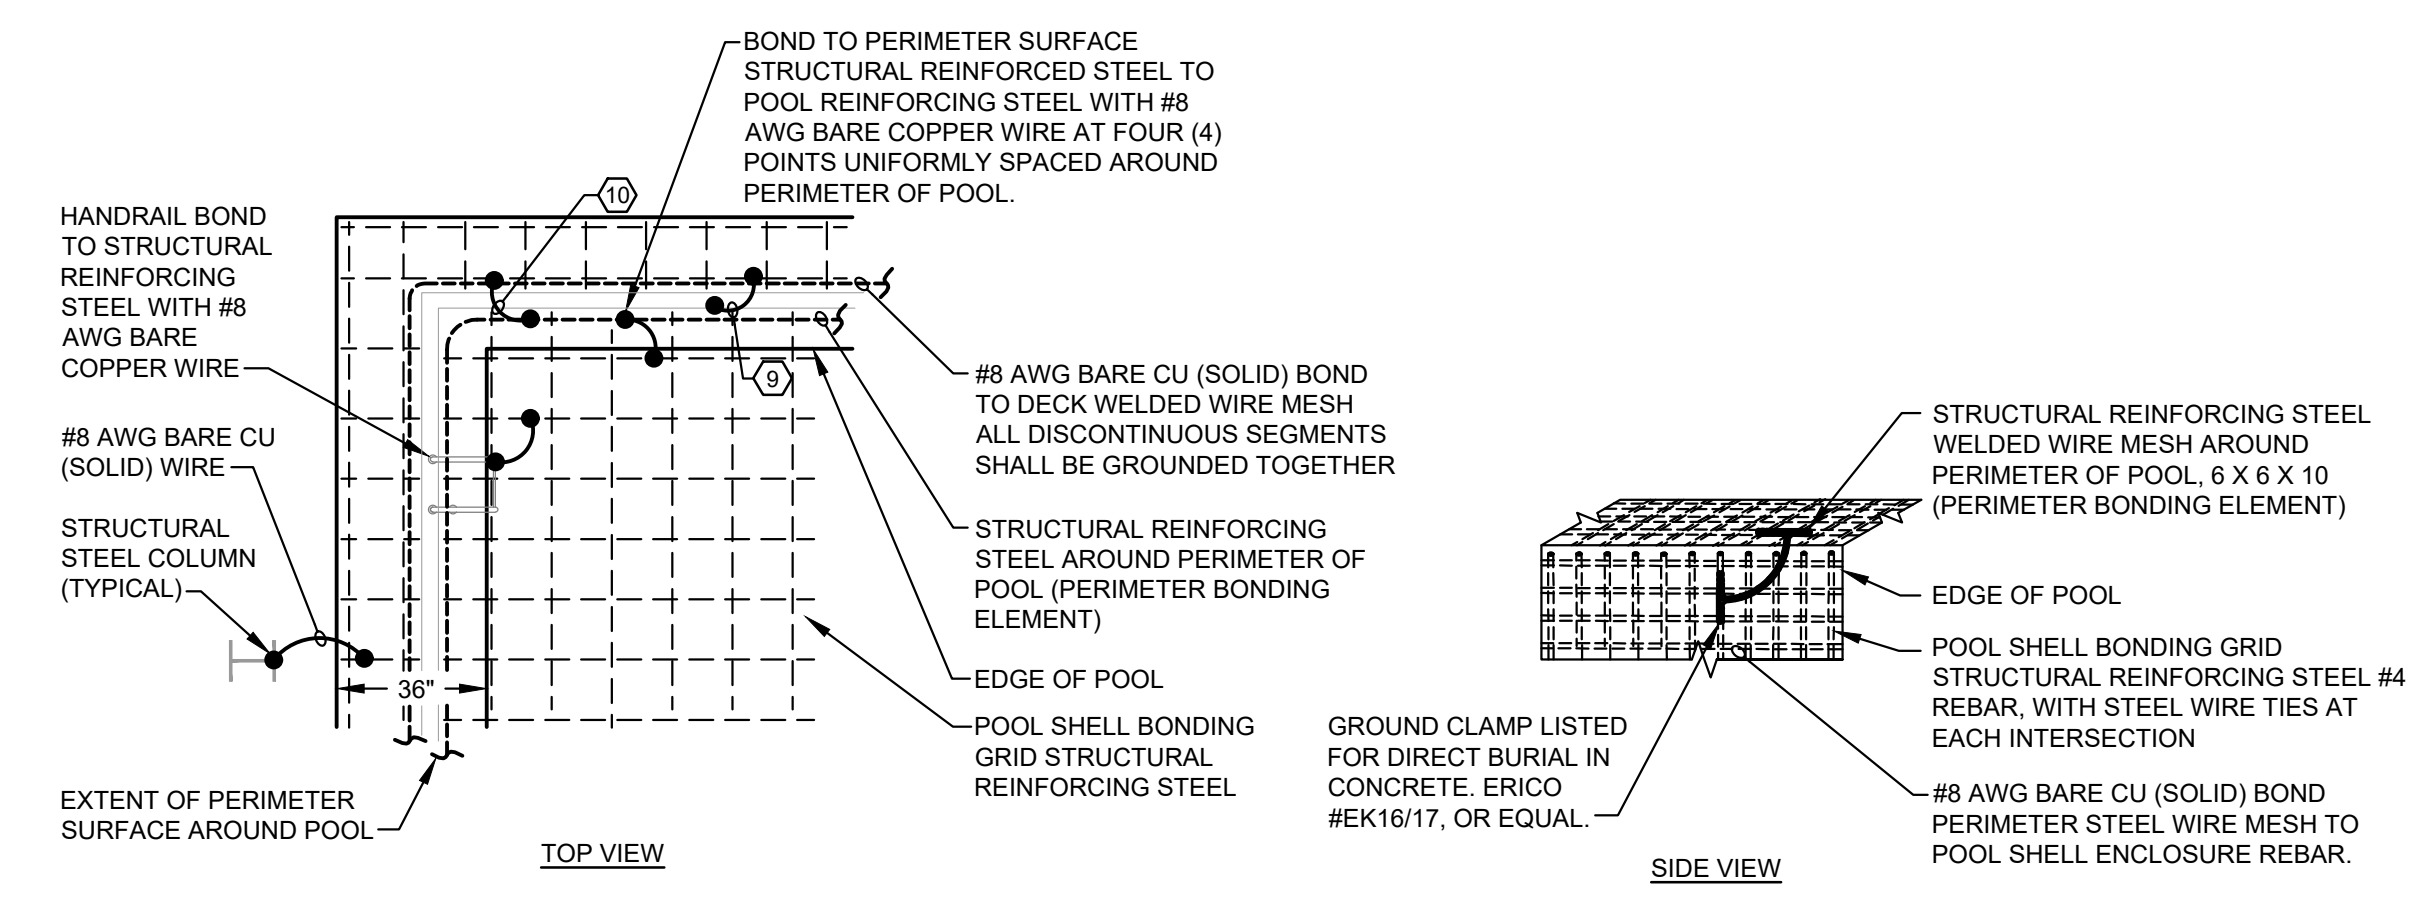 BOND TO PERIMETER SURFACE
STRUCTURAL REINFORCED STEEL TO
POOL REINFORCING STEEL WITH #8
AWG BARE COPPER WIRE AT FOUR (4)
POINTS UNIFORMLY SPACED AROUND
PERIMETER OF POOL.
10
HANDRAIL BOND
TO STRUCTURAL
REINFORCING
STEEL WITH #8
AWG BARE
COPPER WIRE
9
#8 AWG BARE CU
(SOLID) WIRE
STRUCTURAL
STEEL COLUMN
(TYPICAL)
36"
EXTENT OF PERIMETER
SURFACE AROUND POOL
#8 AWG BARE CU (SOLID) BOND
TO DECK WELDED WIRE MESH
ALL DISCONTINUOUS SEGMENTS
SHALL BE GROUNDED TOGETHER
STRUCTURAL REINFORCING
STEEL AROUND PERIMETER OF
POOL (PERIMETER BONDING
ELEMENT)
EDGE OF POOL
POOL SHELL BONDING
GRID STRUCTURAL
REINFORCING STEEL
TOP VIEW
STRUCTURAL REINFORCING STEEL
WELDED WIRE MESH AROUND
PERIMETER OF POOL, 6 X 6 X 10
(PERIMETER BONDING ELEMENT)
EDGE OF POOL
POOL SHELL BONDING GRID
STRUCTURAL REINFORCING STEEL #4
REBAR, WITH STEEL WIRE TIES AT
EACH INTERSECTION
GROUND CLAMP LISTED
FOR DIRECT BURIAL IN
CONCRETE. ERICO
#EK16/17, OR EQUAL.
#8 AWG BARE CU (SOLID) BOND
PERIMETER STEEL WIRE MESH TO
POOL SHELL ENCLOSURE REBAR.
SIDE VIEW